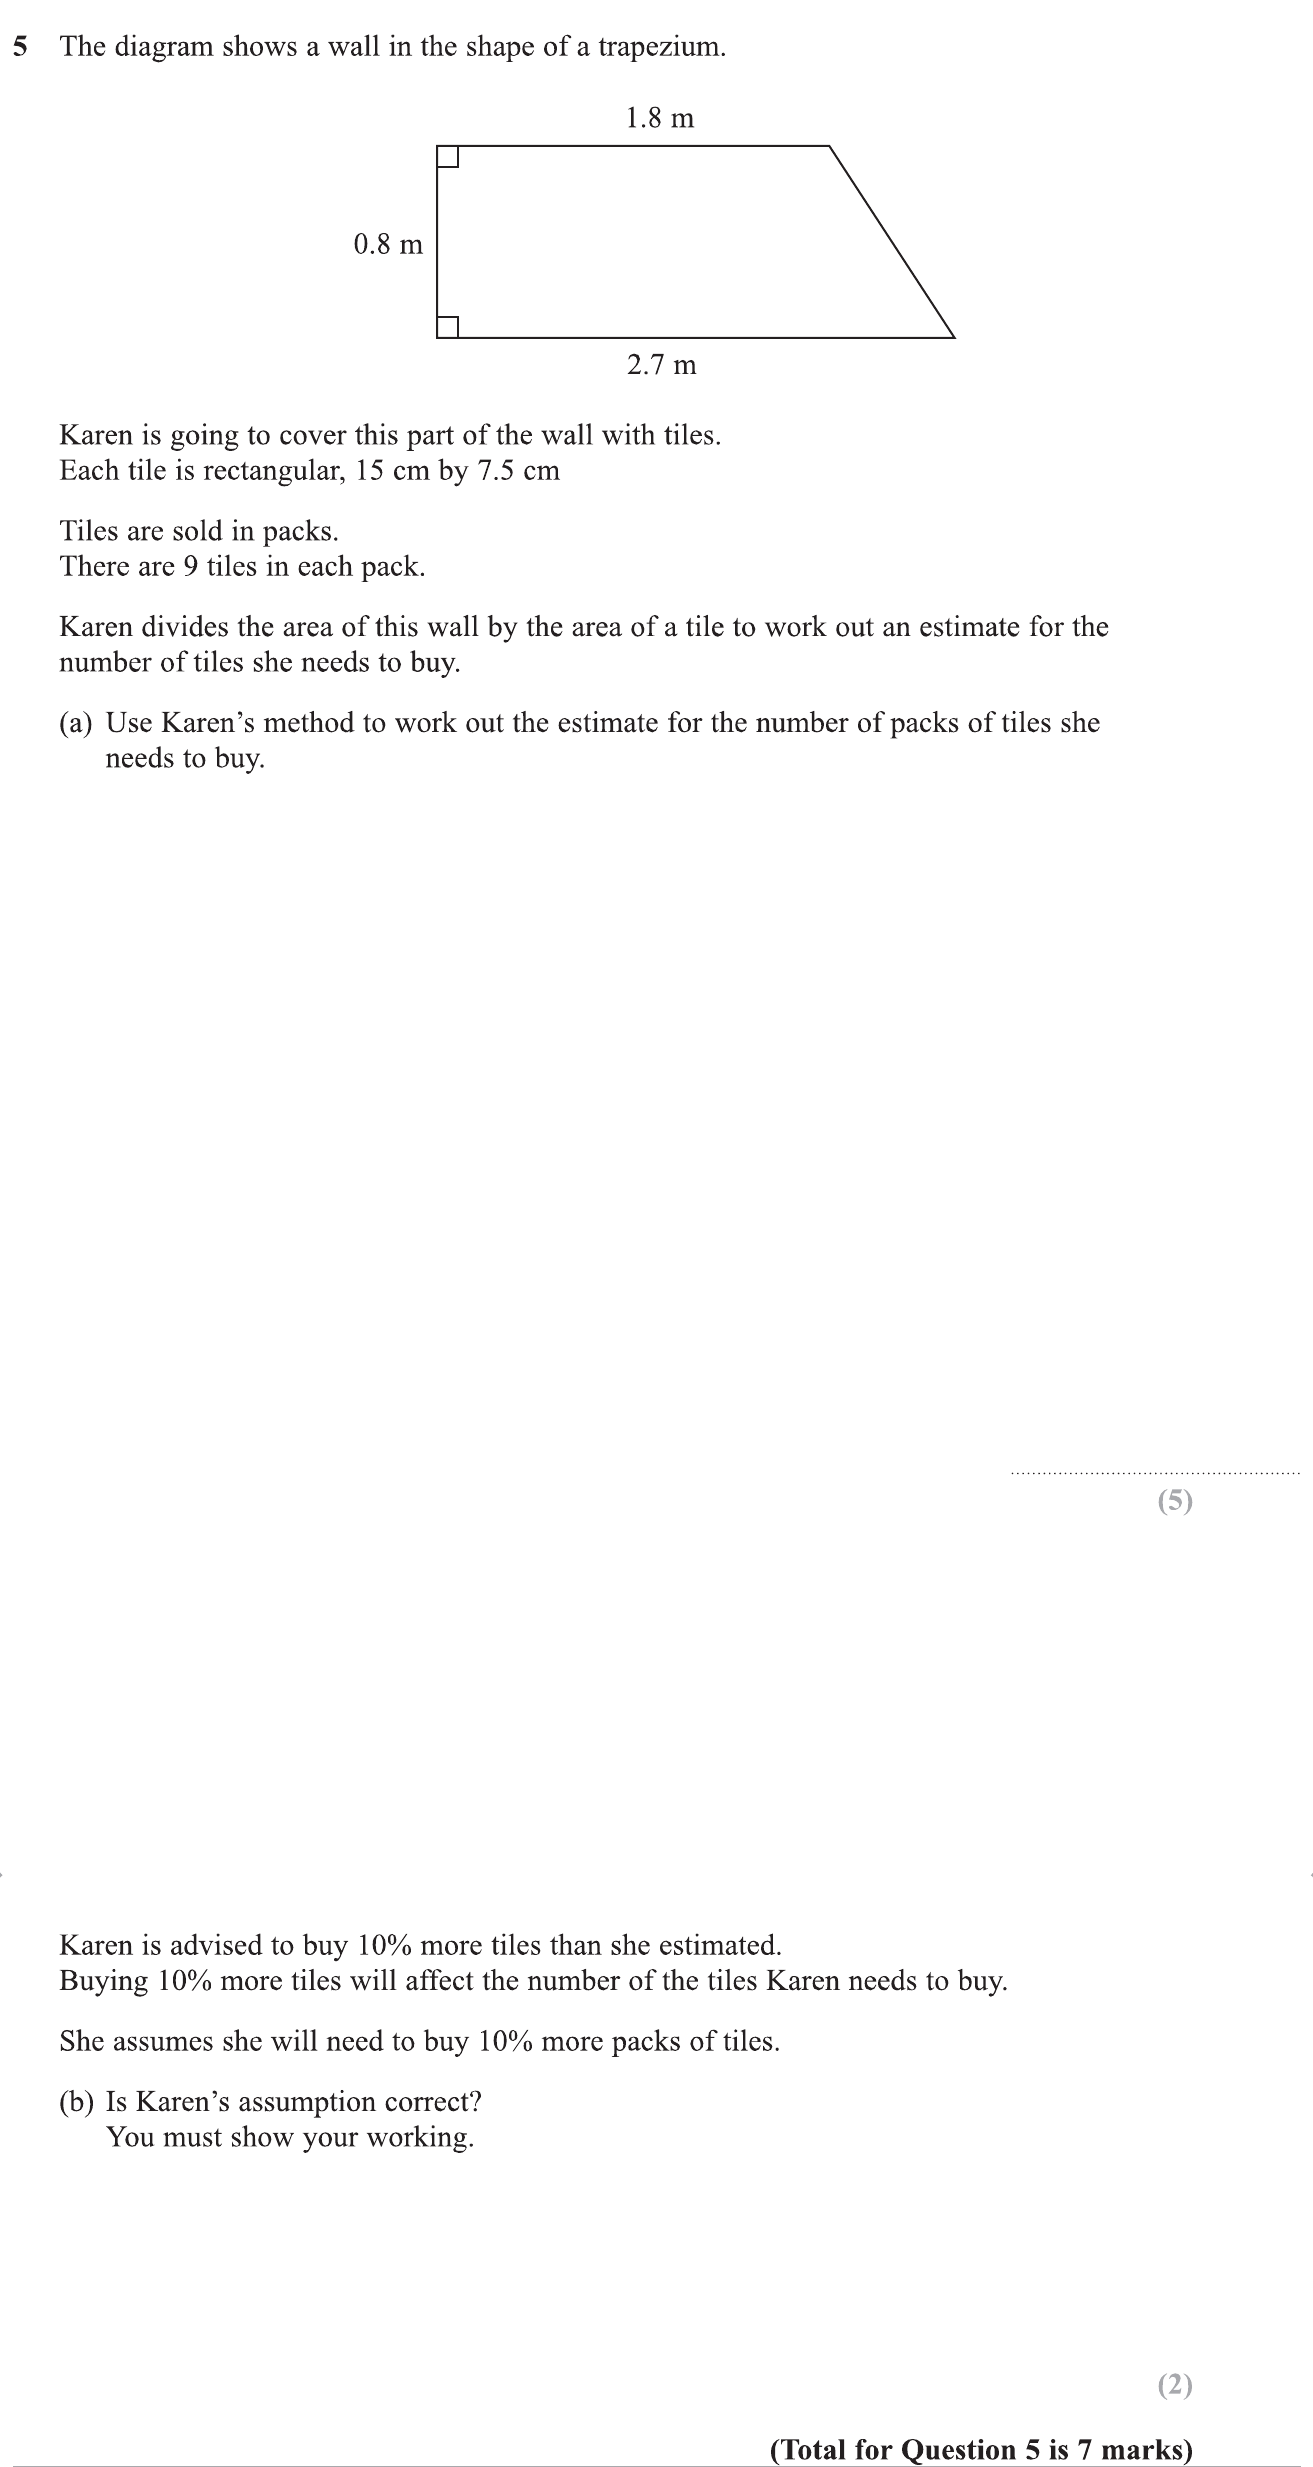 5 The diagram shows a wall in the shape of a trapezium.
1.8 m
0.8 m
2.7 m
Karen is going to cover this part of the wall with tiles.
Each tile is rectangular, 15 cm by 7.5 cm
Tiles are sold in packs.
There are 9 tiles in each pack.
Karen divides the area of this wall by the area of a tile to work out an estimate for the
number of tiles she needs to buy.
(a) Use Karen’s method to work out the estimate for the number of packs of tiles she
needs to buy.
(5)
Karen is advised to buy 10% more tiles than she estimated.
Buying 10% more tiles will affect the number of the tiles Karen needs to buy.
She assumes she will need to buy 10% more packs of tiles.
(b) Is Karen’s assumption correct?
You must show your working.
(2)
(Total for Question 5 is 7 marks)